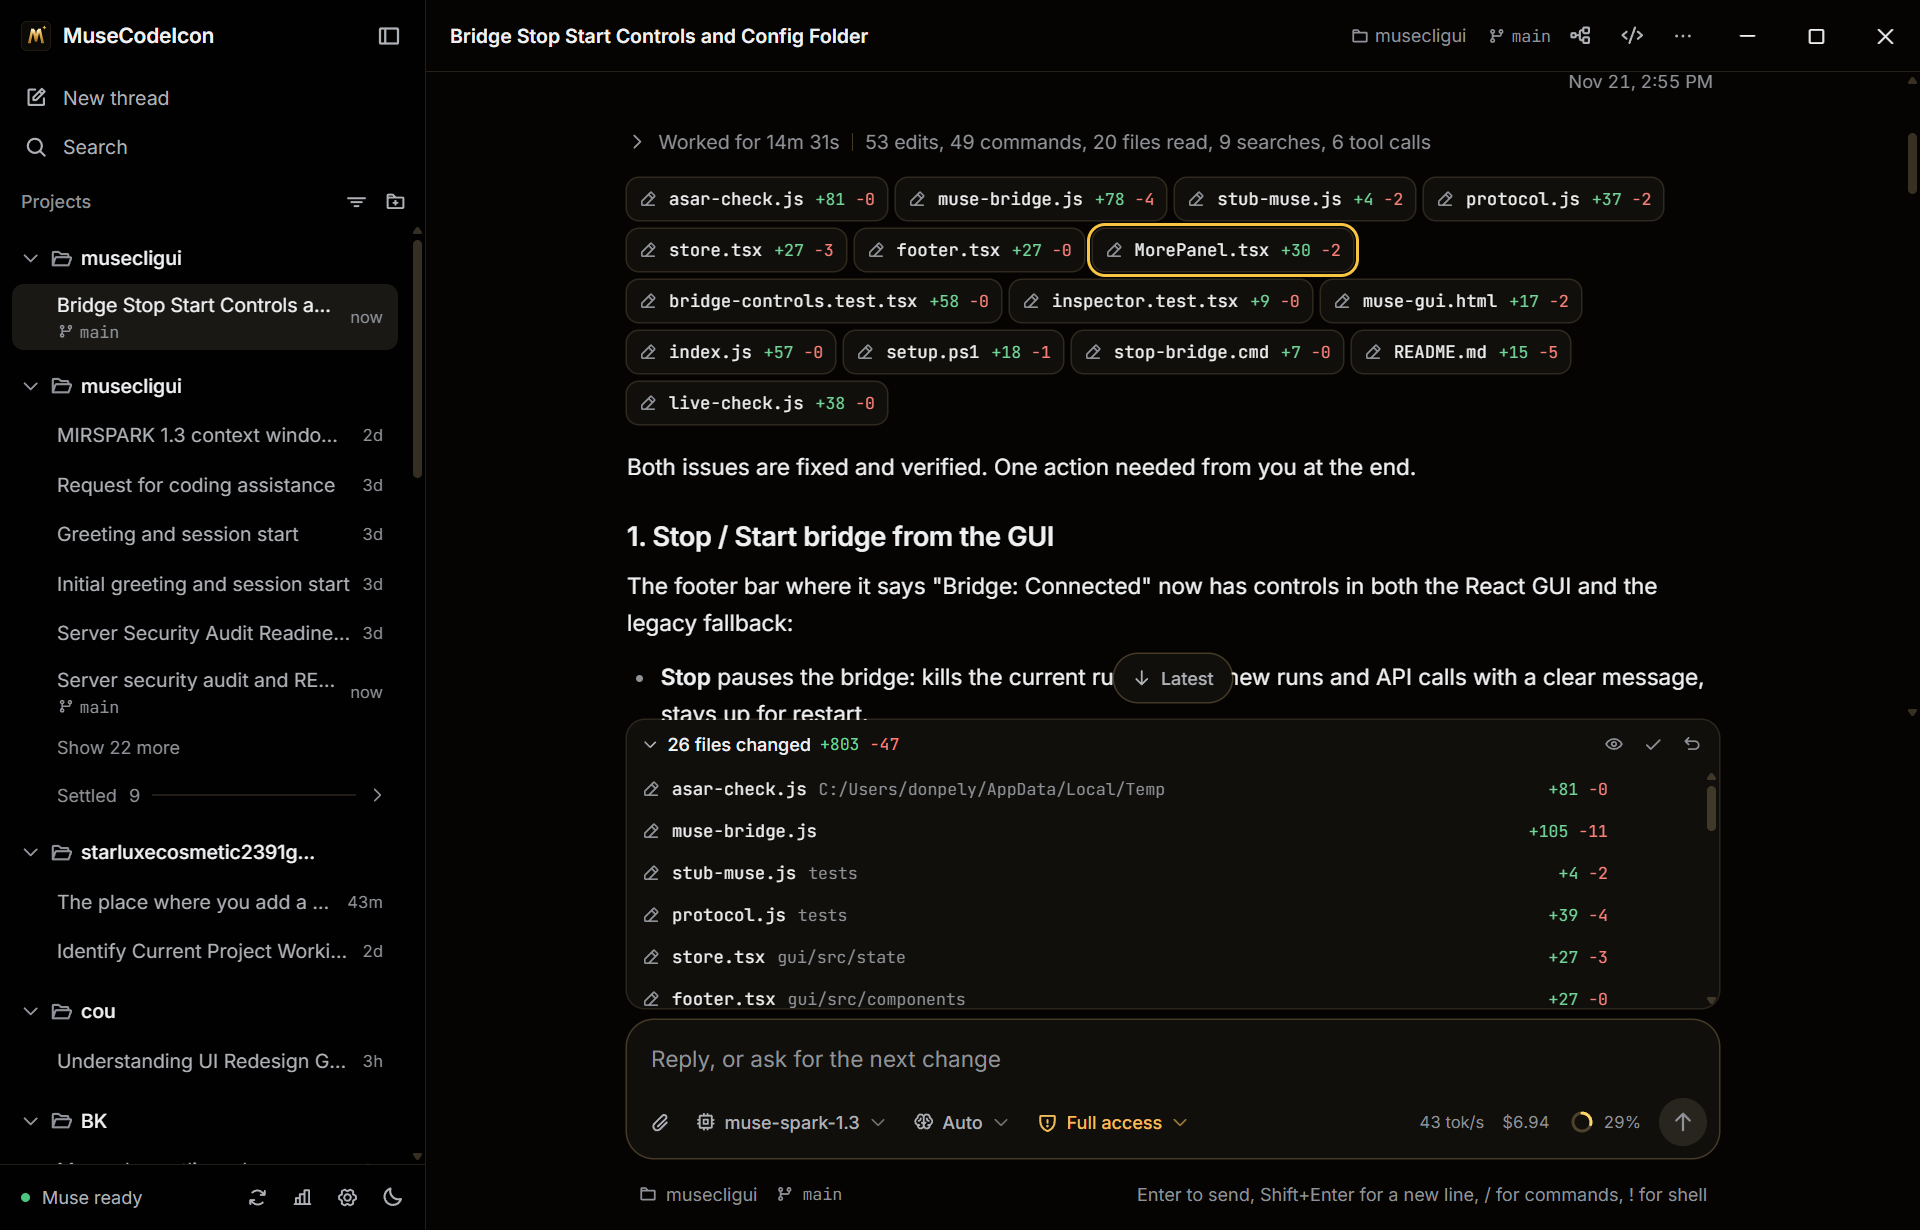 MuseCodeIcon
New thread
Search
Projects
musecligui
Bridge Stop Start Controls a... now
main
musecligui
MIRSPARK 1.3 context windo... 2d
Request for coding assistance 3d
Greeting and session start 3d
Initial greeting and session start 3d
Server Security Audit Readine... 3d
Server security audit and RE... now
main
Show 22 more
Settled 9
starluxecosmetic2391g...
The place where you add a ... 43m
Identify Current Project Worki... 2d
cou
Understanding UI Redesign G... 3h
BK
Muse ready
Bridge Stop Start Controls and Config Folder
musecligui main
Nov 21, 2:55 PM
Worked for 14m 31s 53 edits, 49 commands, 20 files read, 9 searches, 6 tool calls
asar-check.js +81 -0 muse-bridge.js +78 -4 stub-muse.js +4 -2 protocol.js +37 -2
store.tsx +27 -3 footer.tsx +27 -0 MorePanel.tsx +30 -2
bridge-controls.test.tsx +58 -0 inspector.test.tsx +9 -0 muse-gui.html +17 -2
index.js +57 -0 setup.ps1 +18 -1 stop-bridge.cmd +7 -0 README.md +15 -5
live-check.js +38 -0
Both issues are fixed and verified. One action needed from you at the end.
1. Stop / Start bridge from the GUI
The footer bar where it says "Bridge: Connected" now has controls in both the React GUI and the
legacy fallback:
• Stop pauses the bridge: kills the current ru Latest new runs and API calls with a clear message,
stays up for restart.
26 files changed +803 -47
asar-check.js C:/Users/donpely/AppData/Local/Temp +81 -0
muse-bridge.js +105 -11
stub-muse.js tests +4 -2
protocol.js tests +39 -4
store.tsx gui/src/state +27 -3
footer.tsx gui/src/components +27 -0
Reply, or ask for the next change
muse-spark-1.3 Auto Full access 43 tok/s $6.94 29%
musecligui main Enter to send, Shift+Enter for a new line, / for commands, ! for shell